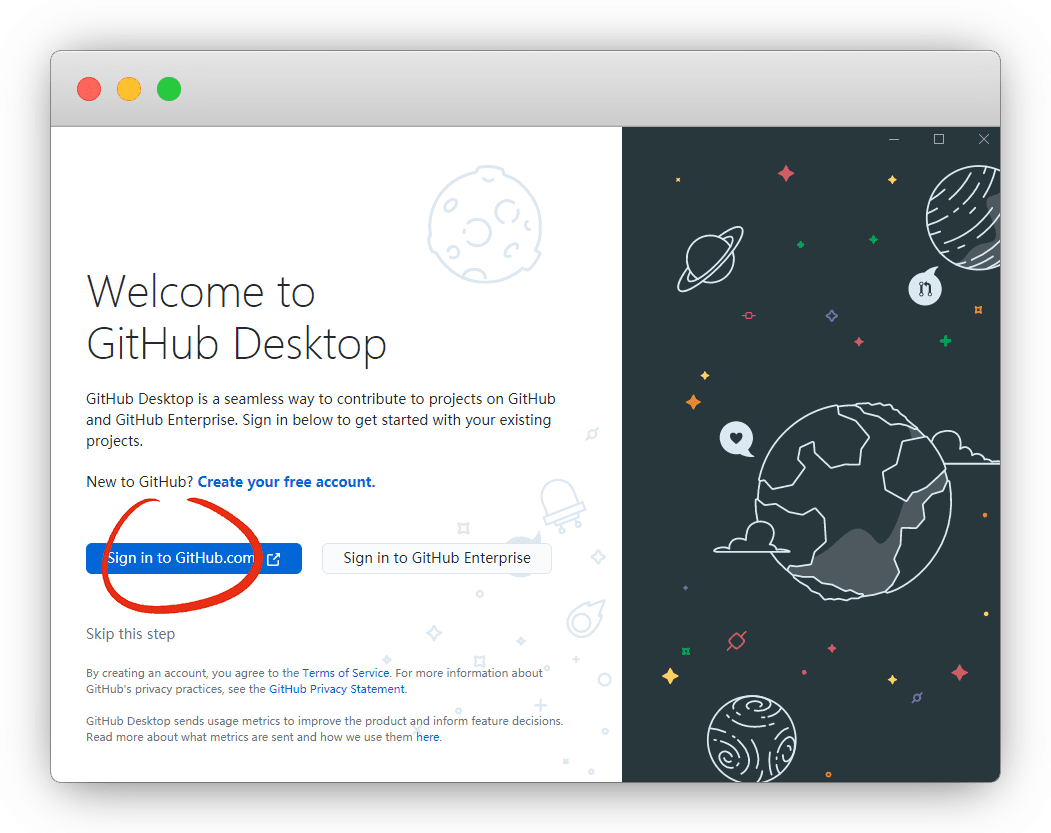 Welcome to
GitHub Desktop
GitHub Desktop is a seamless way to contribute to projects on GitHub
and GitHub Enterprise. Sign in below to get started with your existing
projects.
New to GitHub? Create your free account.
Sign in to GitHub.com
Sign in to GitHub Enterprise
Skip this step
By creating an account, you agree to the Terms of Service. For more information about
GitHub's privacy practices, see the GitHub Privacy Statement.
GitHub Desktop sends usage metrics to improve the product and inform feature decisions.
Read more about what metrics are sent and how we use them here.